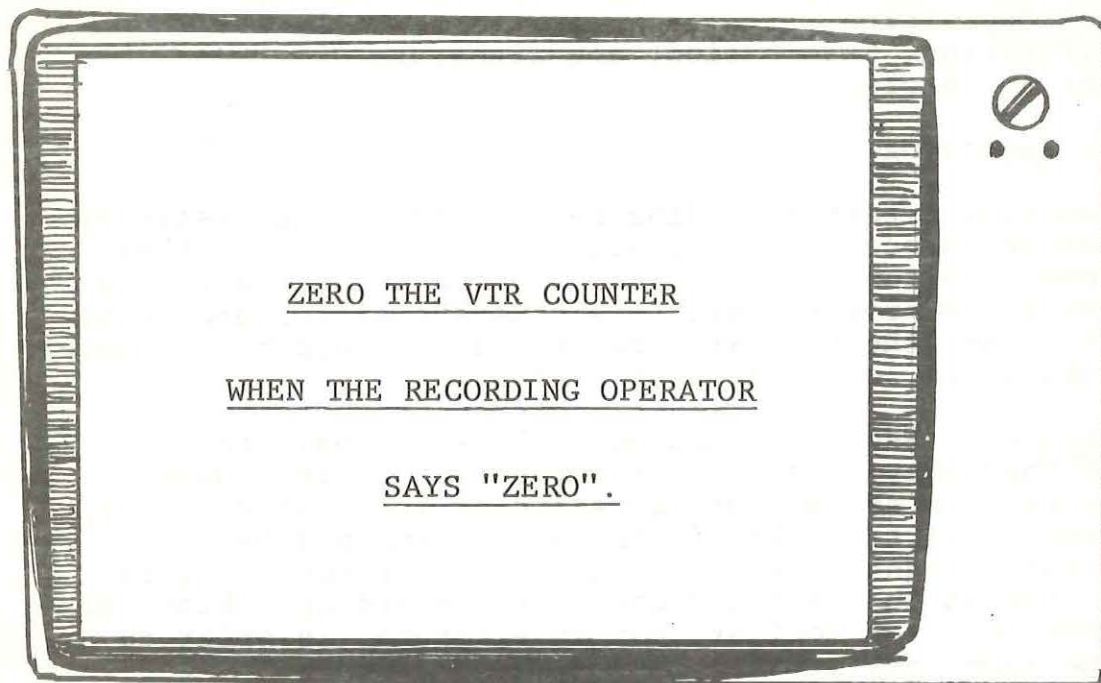 ZERO THE VTR COUNTER
WHEN THE RECORDING OPERATOR
SAYS "ZERO".